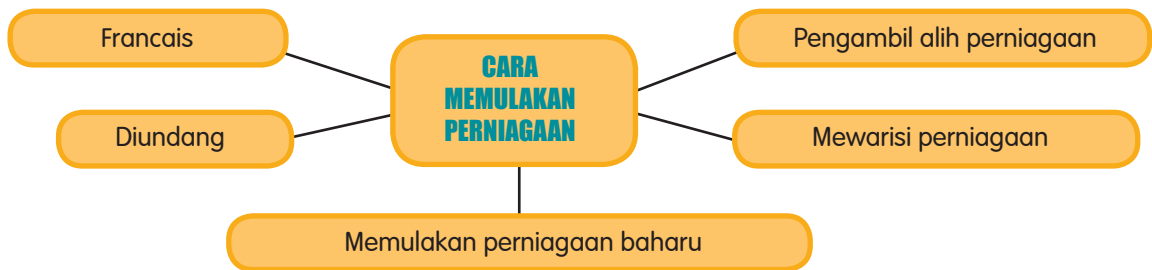 Francais
Pengambil alih perniagaan
CARA
MEMULAKAN
PERNIAGAAN
Diundang
Mewarisi perniagaan
Memulakan perniagaan baharu